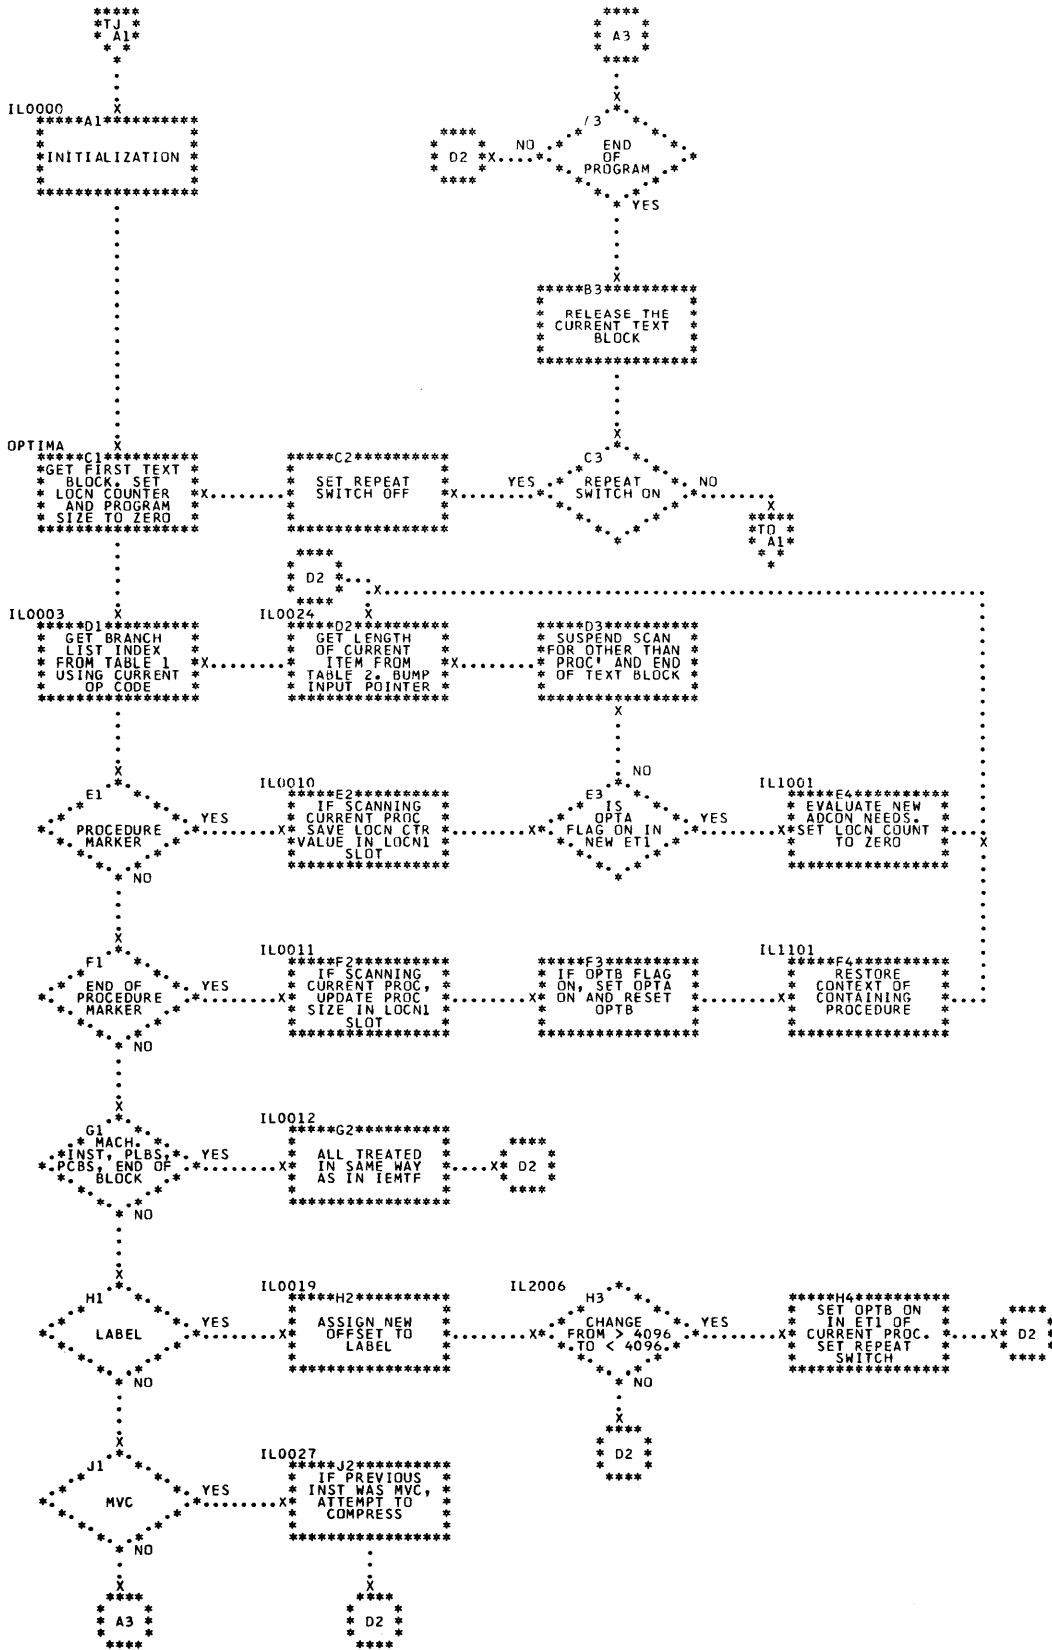 TJ
A1
A3
IL0000
A1
INITIALIZATION
/3
END
OF
PROGRAM
NO
D2
YES
B3
RELEASE THE
CURRENT TEXT
BLOCK
OPTIMA
C1
GET FIRST TEXT
BLOCK. SET
LOCN COUNTER
AND PROGRAM
SIZE TO ZERO
C2
SET REPEAT
SWITCH OFF
YES
C3
REPEAT
SWITCH ON
NO
TO
A1
D2
IL0003
D1
GET BRANCH
LIST INDEX
FROM TABLE 1
USING CURRENT
OP CODE
IL0024
D2
GET LENGTH
OF CURRENT
ITEM FROM
TABLE 2. BUMP
INPUT POINTER
D3
SUSPEND SCAN
FOR OTHER THAN
PROC' AND END
OF TEXT BLOCK
NO
E1
PROCEDURE
MARKER
YES
NO
IL0010
E2
IF SCANNING
CURRENT PROC
SAVE LOCN CTR
VALUE IN LOCN1
SLOT
E3
IS
OPTA
FLAG ON IN
NEW ET1
YES
IL1001
E4
EVALUATE NEW
ADCON NEEDS.
SET LOCN COUNT
TO ZERO
F1
END OF
PROCEDURE
MARKER
YES
NO
IL0011
F2
IF SCANNING
CURRENT PROC,
UPDATE PROC
SIZE IN LOCN1
SLOT
F3
IF OPTB FLAG
ON, SET OPTA
ON AND RESET
OPTB
IL1101
F4
RESTORE
CONTEXT OF
CONTAINING
PROCEDURE
G1
MACH.
INST, PLBS,
PCBS, END OF
BLOCK
YES
NO
IL0012
G2
ALL TREATED
IN SAME WAY
AS IN IEMTF
D2
H1
LABEL
YES
NO
IL0019
H2
ASSIGN NEW
OFFSET TO
LABEL
IL2006
H3
CHANGE
FROM > 4096
TO < 4096
YES
NO
H4
SET OPTB ON
IN ET1 OF
CURRENT PROC.
SET REPEAT
SWITCH
D2
D2
J1
MVC
YES
NO
IL0027
J2
IF PREVIOUS
INST WAS MVC,
ATTEMPT TO
COMPRESS
A3
D2